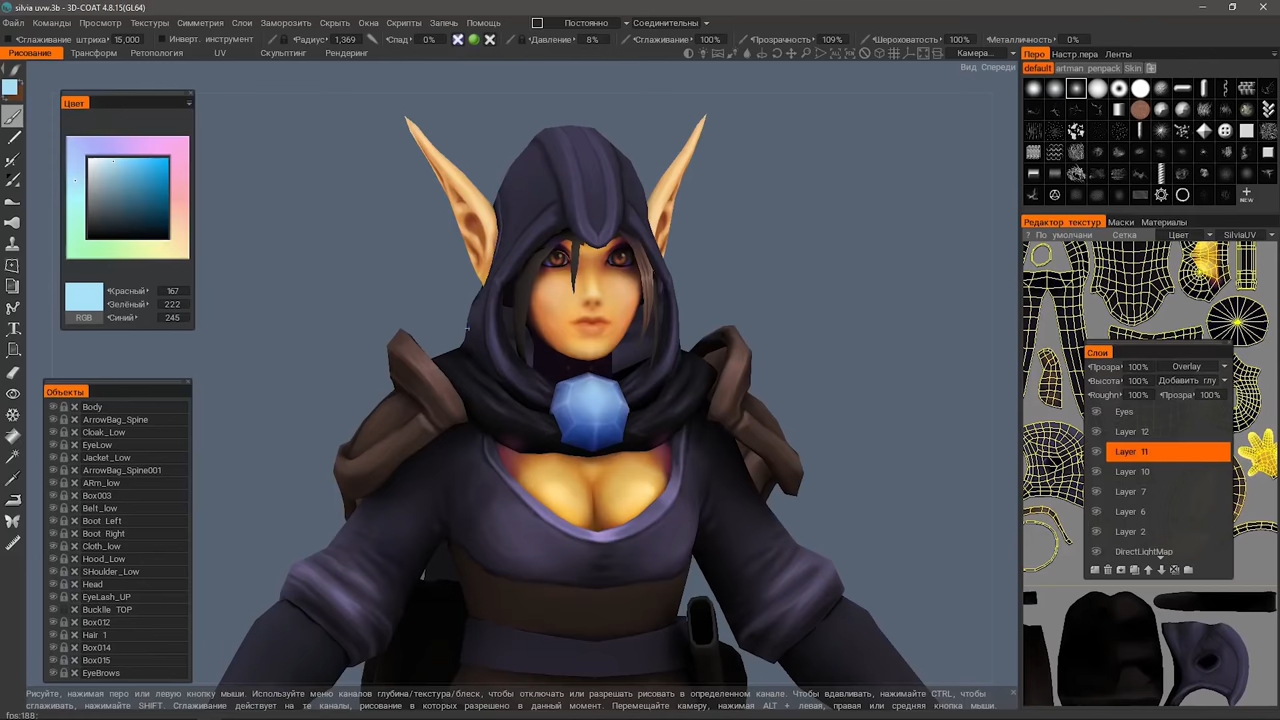 silvia uvw.3b - 3D-COAT 4.8.15(GL64)
Файл Команды Просмотр Текстуры Симметрия Слои Заморозить Скрыть Окна Скрипты Запечь Помощь Постоянно Соединительны
Сглаживание штр 15,000 Инверт. инструмент Радиус 1,369 Спад 0% Давление 8% Сглаживание 100% Прозрачность 109% Шероховатость 100% Металличность 0%
Рисование Трансформ Ретопология UV Скульптинг Рендеринг Камера...
Вид Спереди
Цвет
Красный 167
Зелёный 222
RGB Синий 245
Объекты
Body
ArrowBag_Spine
Cloak_Low
EyeLow
Jacket_Low
ArrowBag_Spine001
ARm_low
Box003
Belt_low
Boot Left
Boot Right
Cloth_low
Hood_Low
SHoulder_Low
Head
EyeLash_UP
Bucklle TOP
Box012
Hair 1
Box014
Box015
EyeBrows
Перо Настр.пера Ленты
default artman penpack Skin
NEW
Редактор текстур Маски Материалы
? По умолчани Сетка Цвет SilviaUV
Слои
Прозра 100% Overlay
Высота 100% Добавить глу
Roughn 100% Прозра 100%
Eyes
Layer 12
Layer 11
Layer 10
Layer 7
Layer 6
Layer 2
DirectLightMap
Рисуйте, нажимая перо или левую кнопку мыши. Используйте меню каналов глубина/текстура/блеск, чтобы отключить или разрешать рисовать в определенном канале. Чтобы вдавливать, нажимайте CTRL, чтобы
сглаживать, нажимайте SHIFT. Сглаживание действует на те каналы, рисование в которых разрешено в данный момент. Перемещайте камеру, нажимая ALT + левая, правая или средняя кнопка мыши.
fps:188;